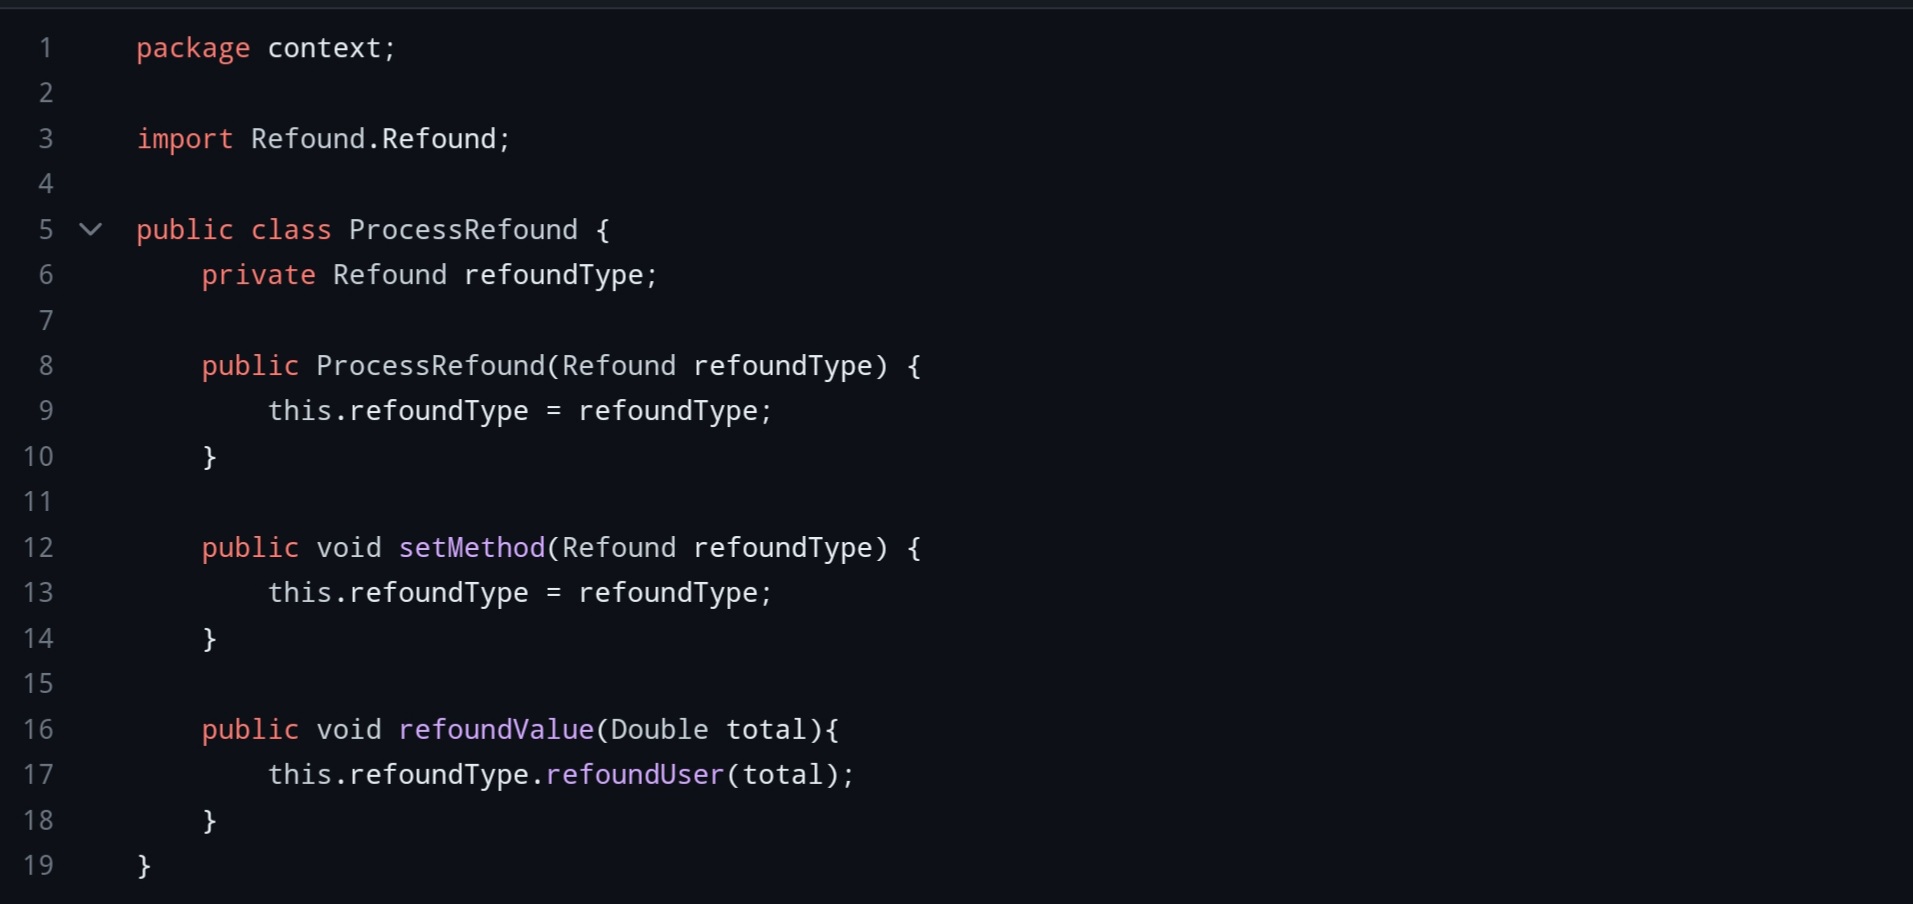 1 package context;
2
3 import Refound.Refound;
4
5 public class ProcessRefound {
6     private Refound refoundType;
7
8     public ProcessRefound(Refound refoundType) {
9         this.refoundType = refoundType;
10     }
11
12     public void setMethod(Refound refoundType) {
13         this.refoundType = refoundType;
14     }
15
16     public void refoundValue(Double total){
17         this.refoundType.refoundUser(total);
18     }
19 }